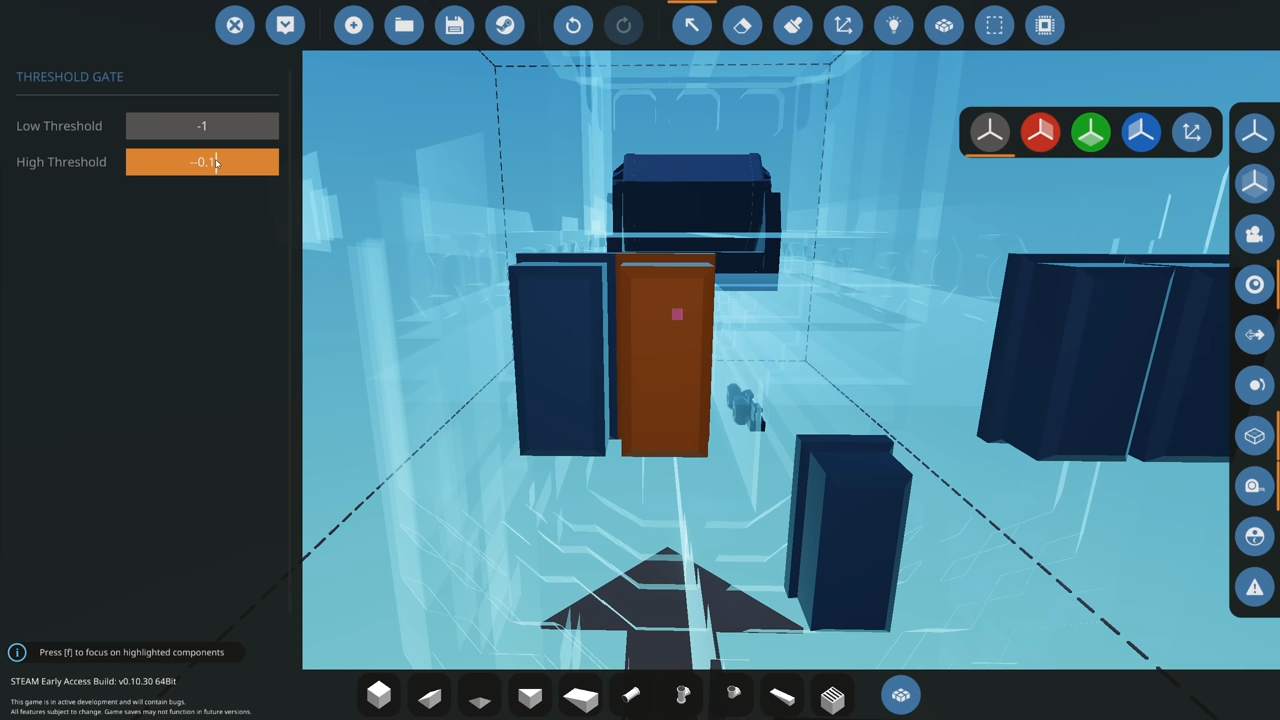 THRESHOLD GATE
Low Threshold -1
High Threshold --0.1
Press [f] to focus on highlighted components
STEAM Early Access Build: v0.10.30 64Bit
This game is in active development and will contain bugs.
All features subject to change. Game saves may not function in future versions.